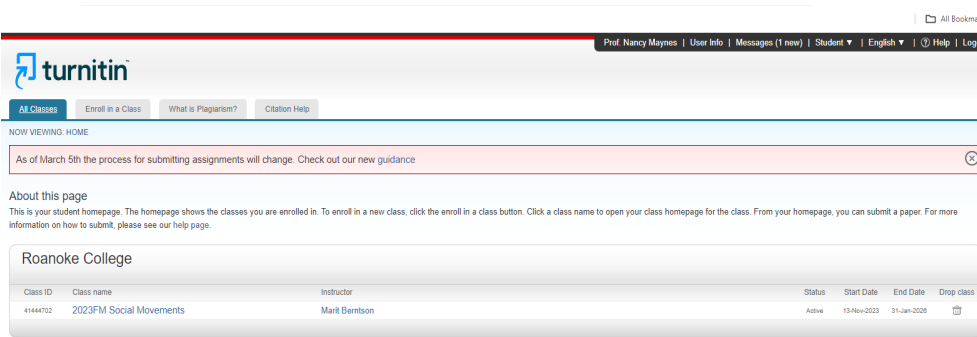 All Bookma
Prof. Nancy Maynes | User Info | Messages (1 new) | Student ▼ | English ▼ | ? Help | Log
turnitin
All Classes Enroll in a Class What is Plagiarism? Citation Help
NOW VIEWING: HOME
As of March 5th the process for submitting assignments will change. Check out our new guidance
About this page
This is your student homepage. The homepage shows the classes you are enrolled in. To enroll in a new class, click the enroll in a class button. Click a class name to open your class homepage for the class. From your homepage, you can submit a paper. For more
information on how to submit, please see our help page.
Roanoke College
Class ID Class name Instructor Status Start Date End Date Drop class
41444702 2023FM Social Movements Marit Berntson Active 13-Nov-2023 31-Jan-2026